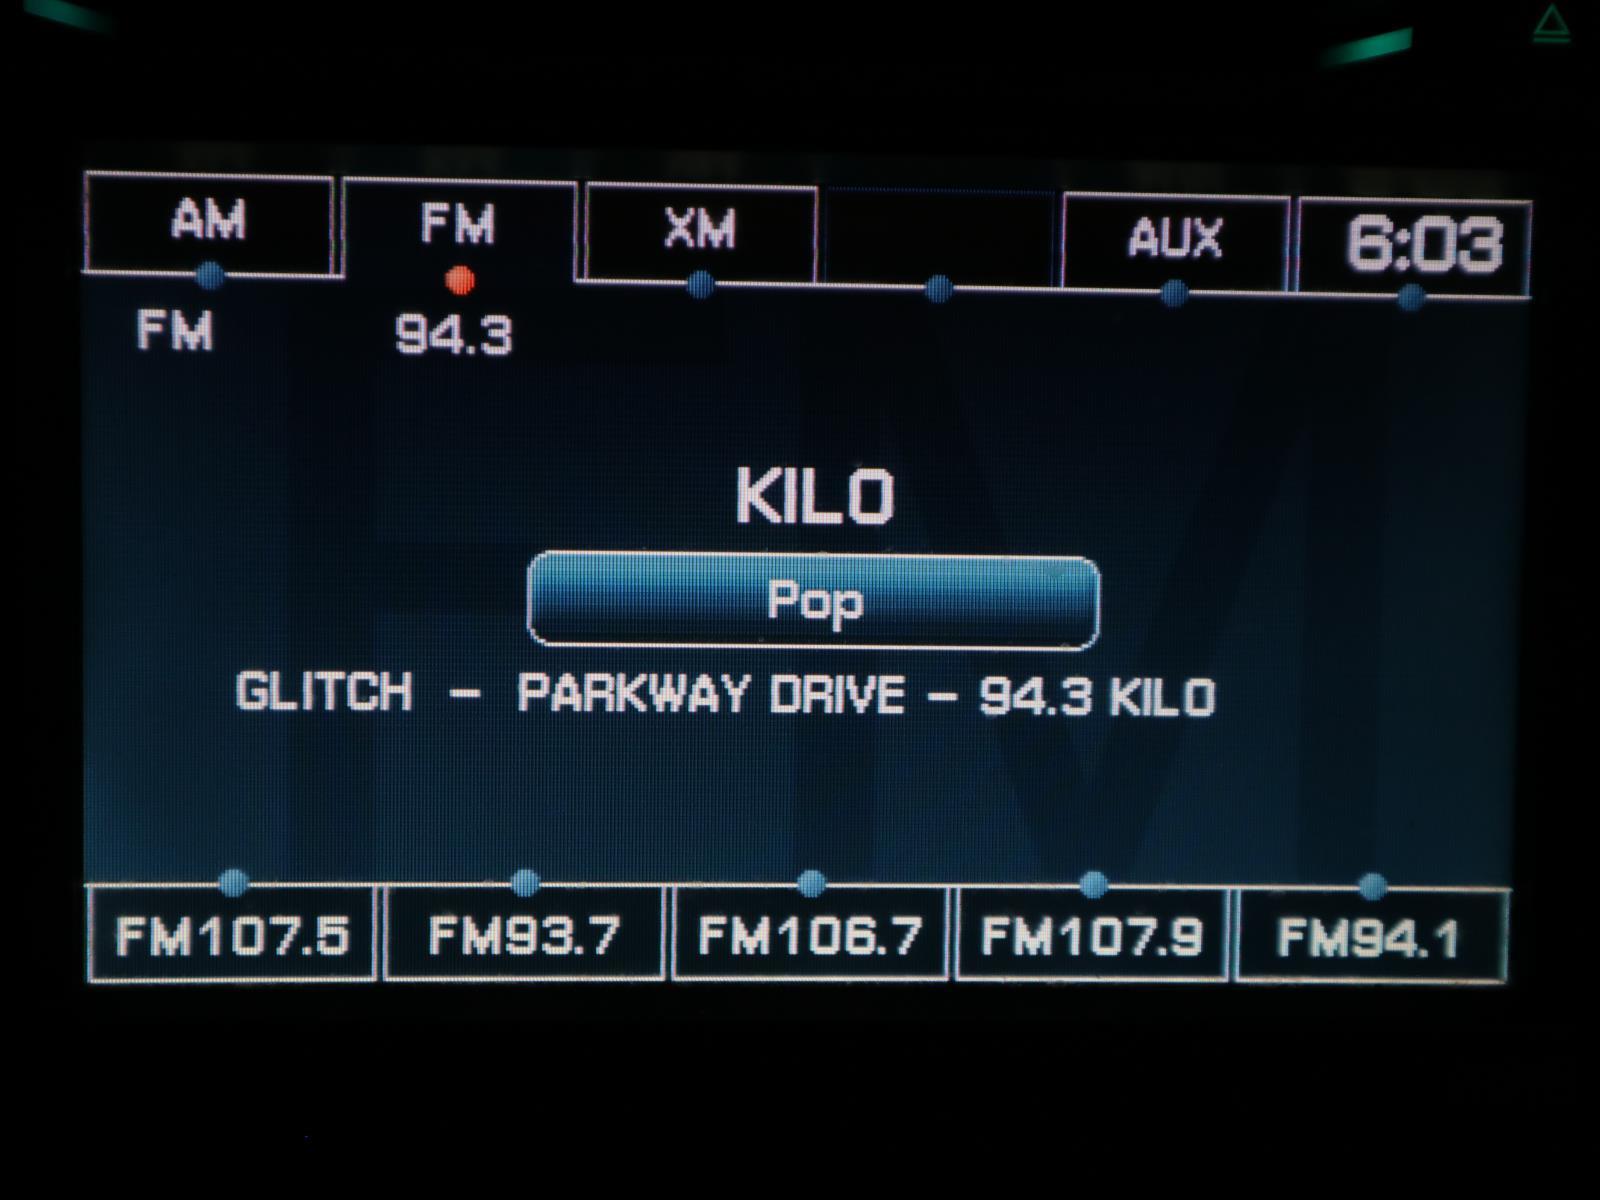 AM FM XM AUX 6:03
FM 94.3
KILO
Pop
GLITCH - PARKWAY DRIVE - 94.3 KILO
FM107.5 FM93.7 FM106.7 FM107.9 FM94.1